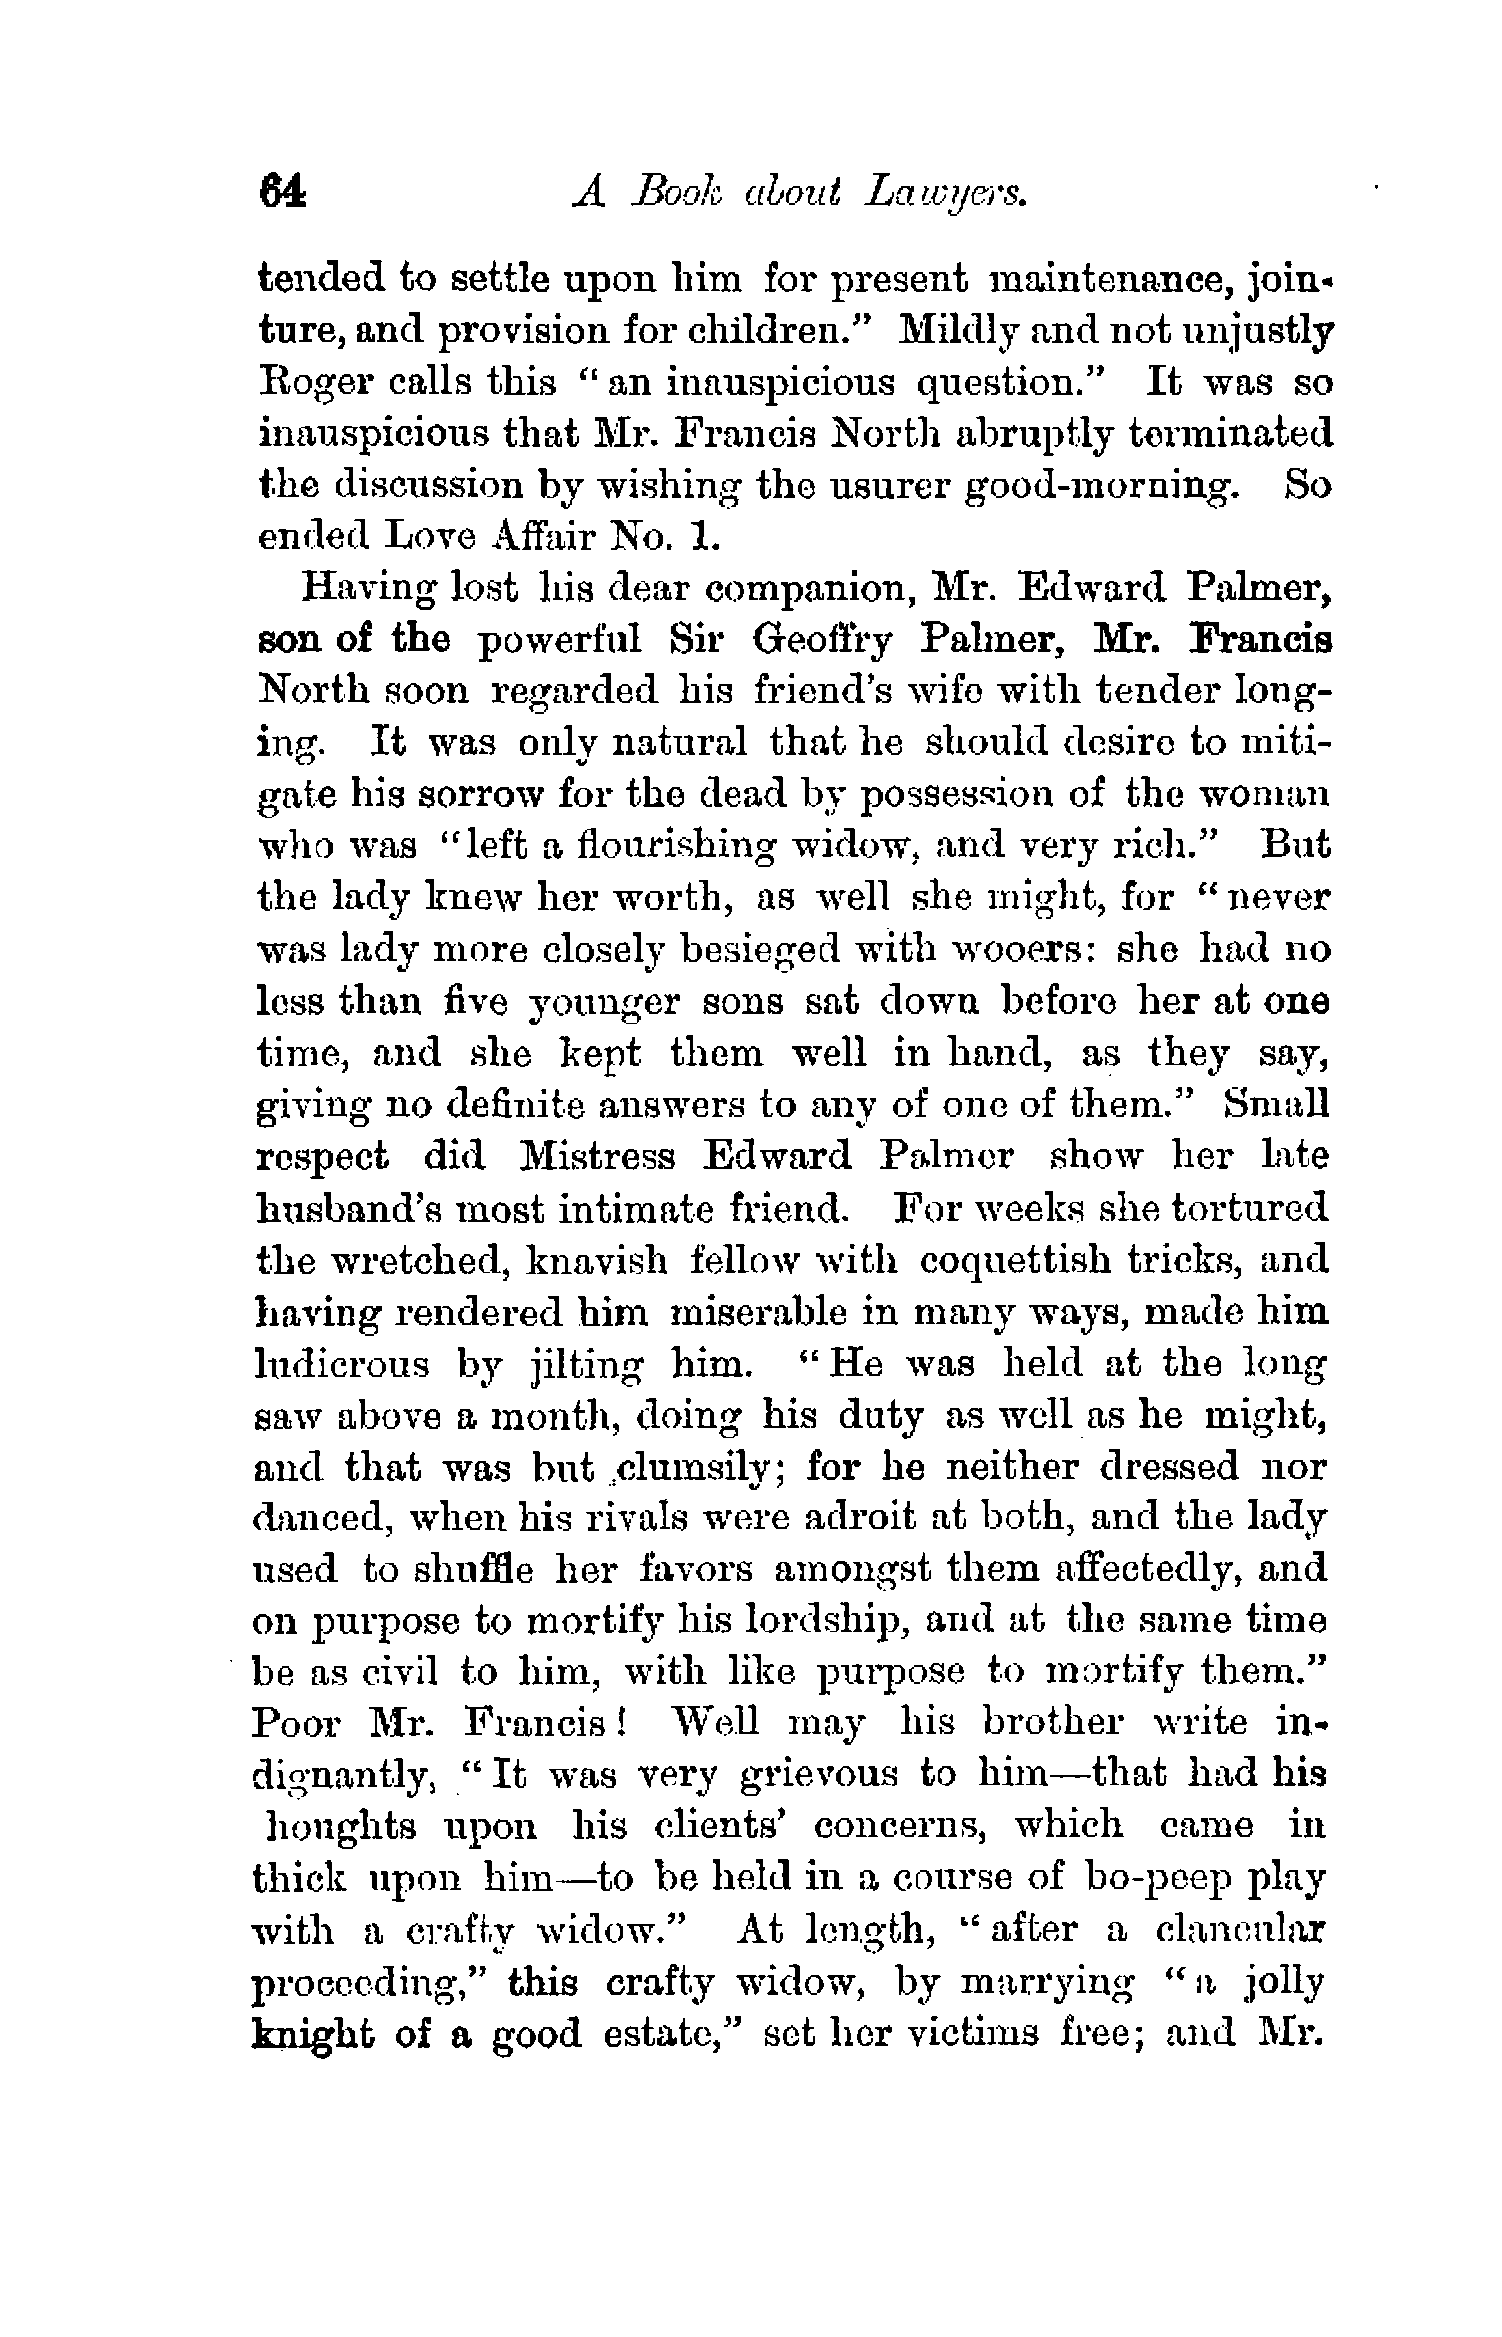 64 A Book about Lawyers.
tended to settle upon him for present maintenance, join-
ture, and provision for children." Mildly and not unjustly
Roger calls this "an inauspicious question." It was so
inauspicious that Mr. Francis North abruptly terminated
the discussion by wishing the usurer good-morning. So
ended Love Affair No. 1.
Having lost his dear companion, Mr. Edward Palmer,
son of the powerful Sir Geoffry Palmer, Mr. Francis
North soon regarded his friend's wife with tender long-
ing. It was only natural that he should desire to miti-
gate his sorrow for the dead by possession of the woman
who was "left a flourishing widow, and very rich." But
the lady knew her worth, as well she might, for "never
was lady more closely besieged with wooers: she had no
less than five younger sons sat down before her at one
time, and she kept them well in hand, as they say,
giving no definite answers to any of one of them." Small
respect did Mistress Edward Palmer show her late
husband's most intimate friend. For weeks she tortured
the wretched, knavish fellow with coquettish tricks, and
having rendered him miserable in many ways, made him
ludicrous by jilting him. "He was held at the long
saw above a month, doing his duty as well as he might,
and that was but clumsily; for he neither dressed nor
danced, when his rivals were adroit at both, and the lady
used to shuffle her favors amongst them affectedly, and
on purpose to mortify his lordship, and at the same time
be as civil to him, with like purpose to mortify them."
Poor Mr. Francis! Well may his brother write in-
dignantly, "It was very grievous to him—that had his
houghts upon his clients' concerns, which came in
thick upon him—to be held in a course of bo-peep play
with a crafty widow." At length, "after a clancular
proceeding," this crafty widow, by marrying "a jolly
knight of a good estate," set her victims free; and Mr.